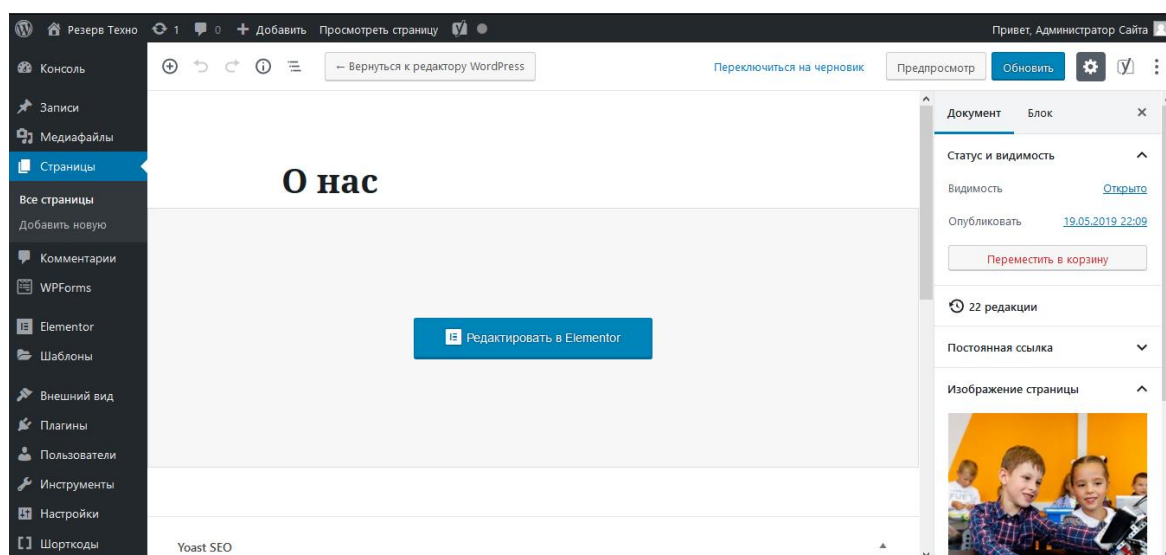 Резерв Техно 1 0 + Добавить Просмотреть страницу Привет, Администратор Сайта
Консоль
Записи
Медиафайлы
Страницы
Все страницы
Добавить новую
Комментарии
WPForms
Elementor
Шаблоны
Внешний вид
Плагины
Пользователи
Инструменты
Настройки
[ ] Шорткоды
← Вернуться к редактору WordPress Переключиться на черновик Предпросмотр Обновить
О нас
Редактировать в Elementor
Yoast SEO
Документ Блок
Статус и видимость
Видимость Открыто
Опубликовать 19.05.2019 22:09
Переместить в корзину
22 редакции
Постоянная ссылка
Изображение страницы